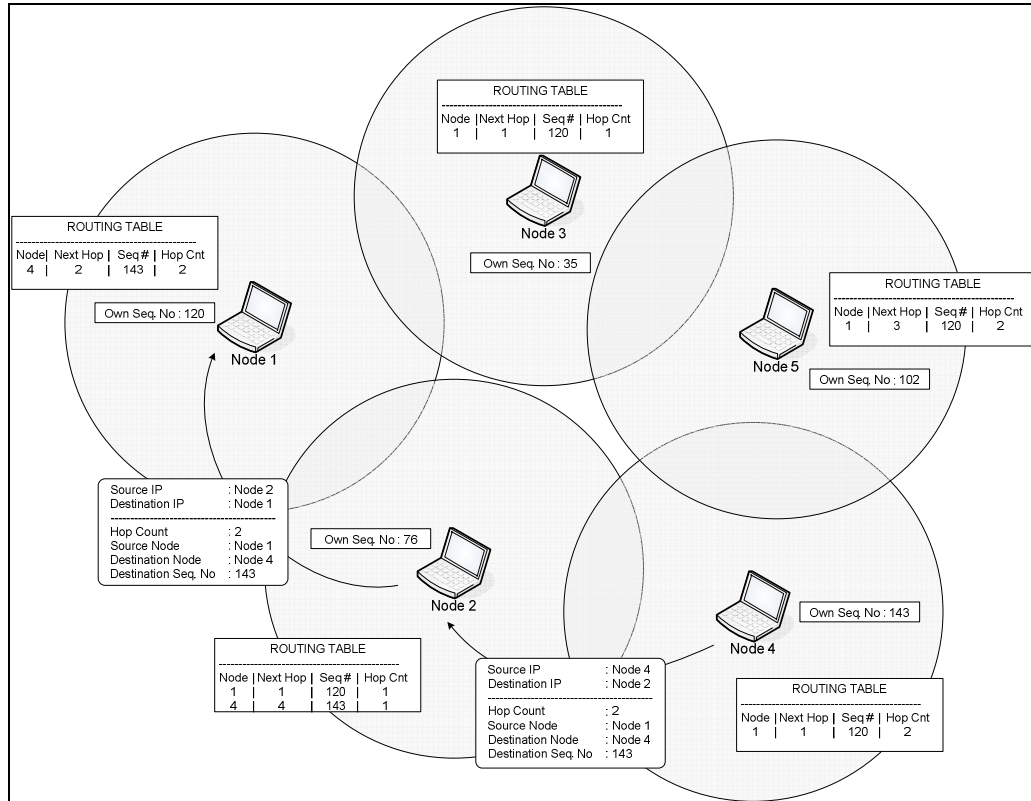 ROUTING TABLE
----------------------------------------------
Node |Next Hop | Seq # | Hop Cnt
1 | 1 | 120 | 1
Node 3
Own Seq. No : 35
ROUTING TABLE
----------------------------------------------
Node| Next Hop | Seq # | Hop Cnt
4 | 2 | 143 | 2
Own Seq. No : 120
Node 1
ROUTING TABLE
----------------------------------------------
Node |Next Hop | Seq # | Hop Cnt
1 | 3 | 120 | 2
Node 5
Own Seq. No : 102
Source IP : Node 2
Destination IP : Node 1
----------------------------------------------
Hop Count : 2
Source Node : Node 1
Destination Node : Node 4
Destination Seq. No : 143
Own Seq. No : 76
Node 2
ROUTING TABLE
----------------------------------------------
Node |Next Hop | Seq # | Hop Cnt
1 | 1 | 120 | 1
4 | 4 | 143 | 1
Own Seq. No : 143
Node 4
Source IP : Node 4
Destination IP : Node 2
----------------------------------------------
Hop Count : 2
Source Node : Node 1
Destination Node : Node 4
Destination Seq. No : 143
ROUTING TABLE
----------------------------------------------
Node |Next Hop | Seq # | Hop Cnt
1 | 1 | 120 | 2